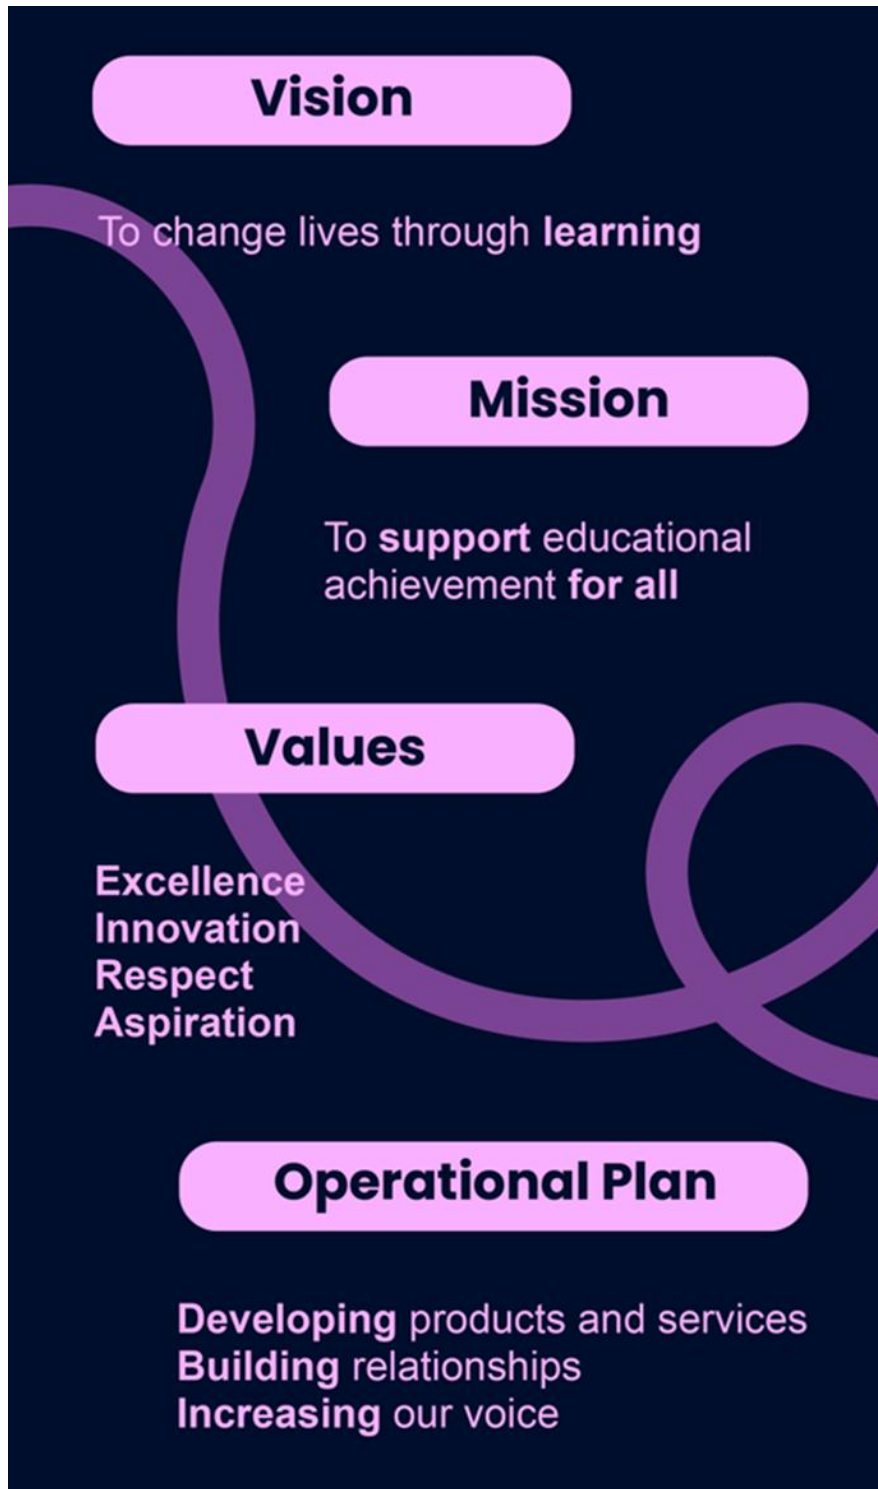 Vision
To change lives through learning
Mission
To support educational
achievement for all
Values
Excellence
Innovation
Respect
Aspiration
Operational Plan
Developing products and services
Building relationships
Increasing our voice